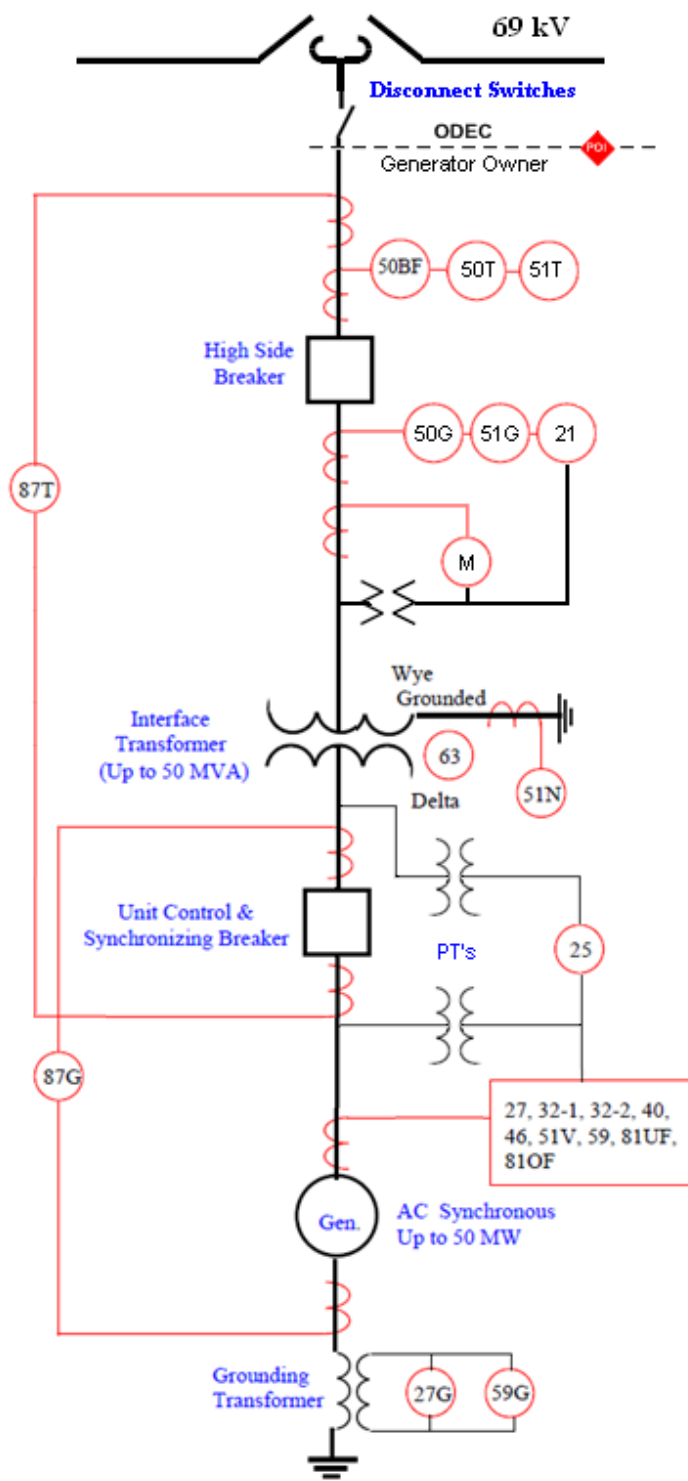 69 kV
Disconnect Switches
ODEC
POI
Generator Owner
50BF
50T
51T
High Side
Breaker
50G
51G
21
87T
M
Wye
Grounded
Interface
Transformer
(Up to 50 MVA)
63
51N
Delta
Unit Control &
Synchronizing Breaker
PT's
25
87G
27, 32-1, 32-2, 40,
46, 51V, 59, 81UF,
81OF
Gen.
AC Synchronous
Up to 50 MW
Grounding
Transformer
27G
59G